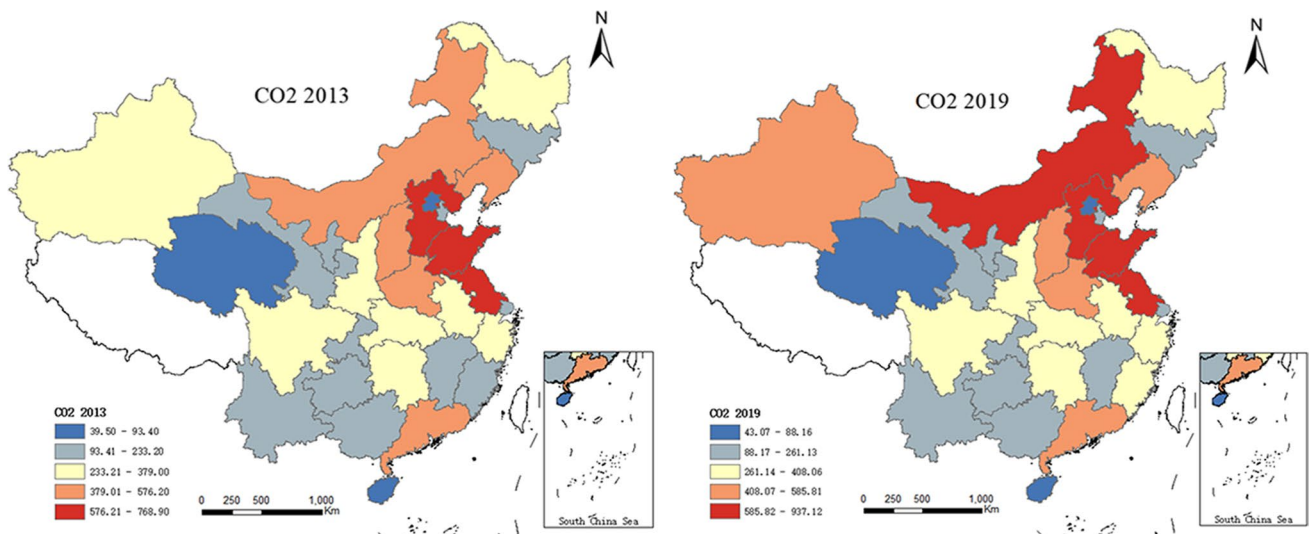 N
CO2 2013
CO2 2013
39.50 - 93.40
93.41 - 233.20
233.21 - 379.00
379.01 - 576.20
576.21 - 768.90
0 250 500 1,000
Km
South China Sea
N
CO2 2019
CO2 2019
43.07 - 88.16
88.17 - 261.13
261.14 - 408.06
408.07 - 585.81
585.82 - 937.12
0 250 500 1,000
Km
South China Sea